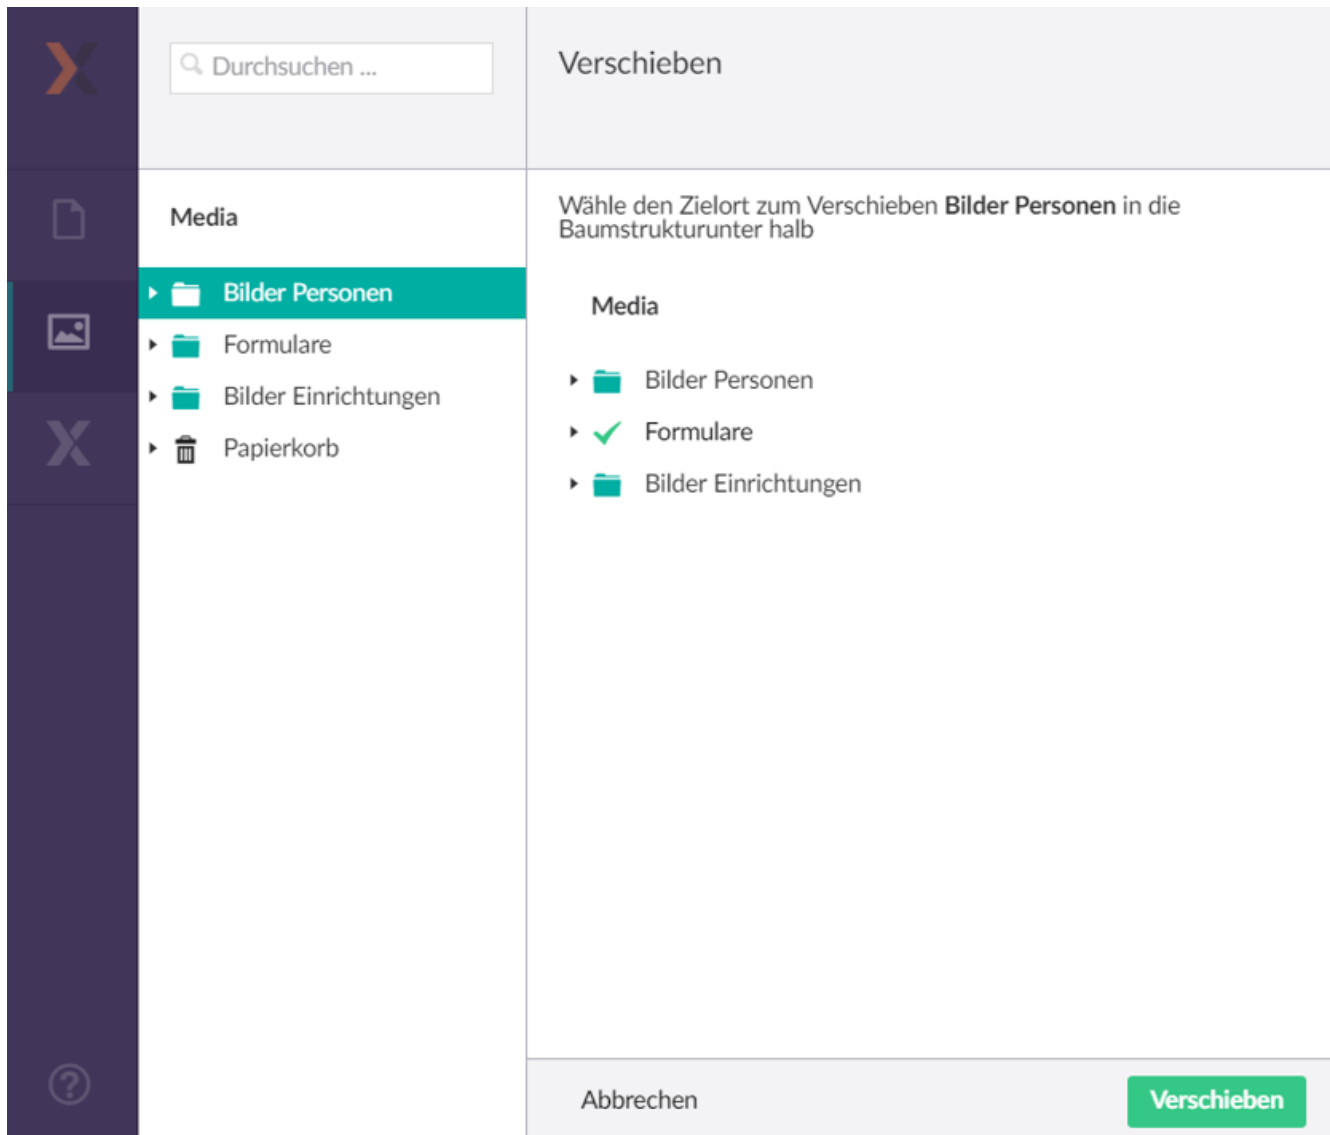 Durchsuchen ...
Verschieben
Media
Bilder Personen
Formulare
Bilder Einrichtungen
Papierkorb
Wähle den Zielort zum Verschieben Bilder Personen in die
Baumstrukturunter halb
Media
Bilder Personen
Formulare
Bilder Einrichtungen
Abbrechen
Verschieben